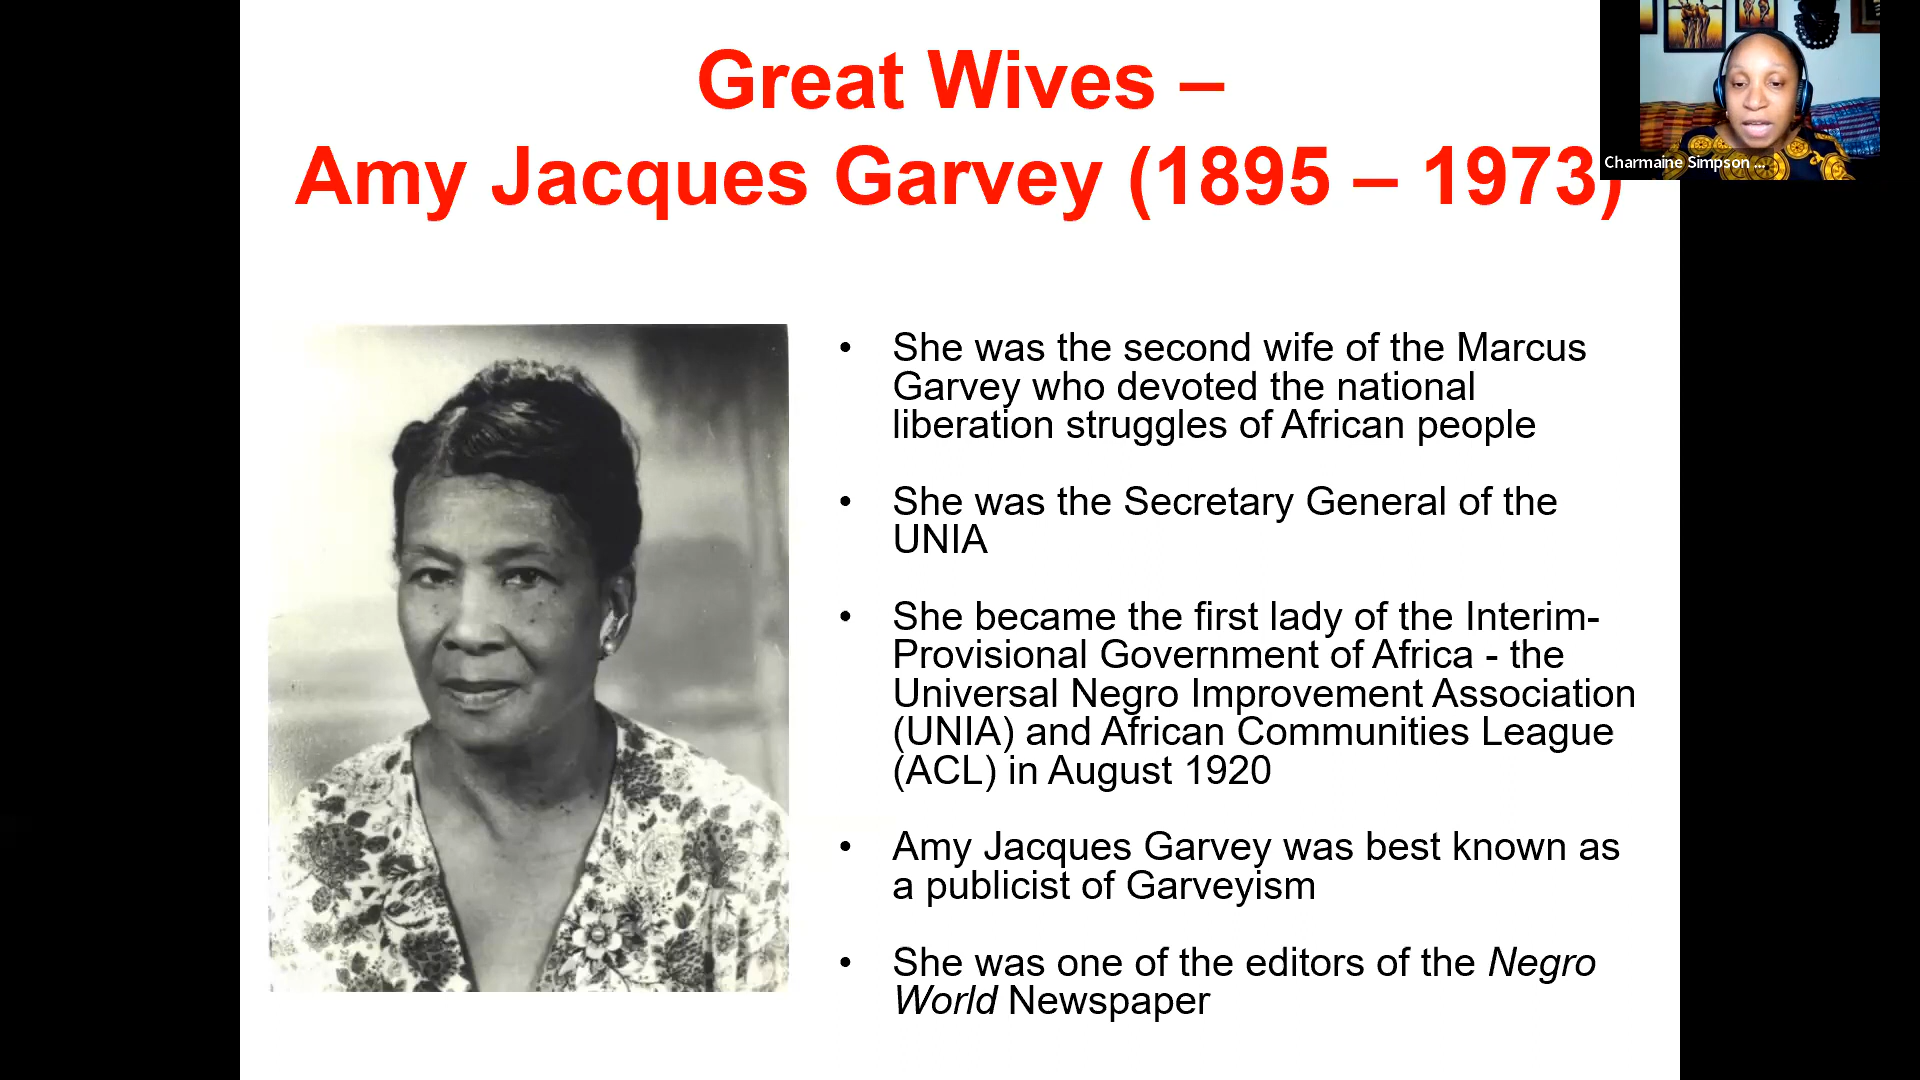 Great Wives –
Amy Jacques Garvey (1895 – 1973)
Charmaine Simpson ...
• She was the second wife of the Marcus
Garvey who devoted the national
liberation struggles of African people
• She was the Secretary General of the
UNIA
• She became the first lady of the Interim-
Provisional Government of Africa - the
Universal Negro Improvement Association
(UNIA) and African Communities League
(ACL) in August 1920
• Amy Jacques Garvey was best known as
a publicist of Garveyism
• She was one of the editors of the Negro
World Newspaper